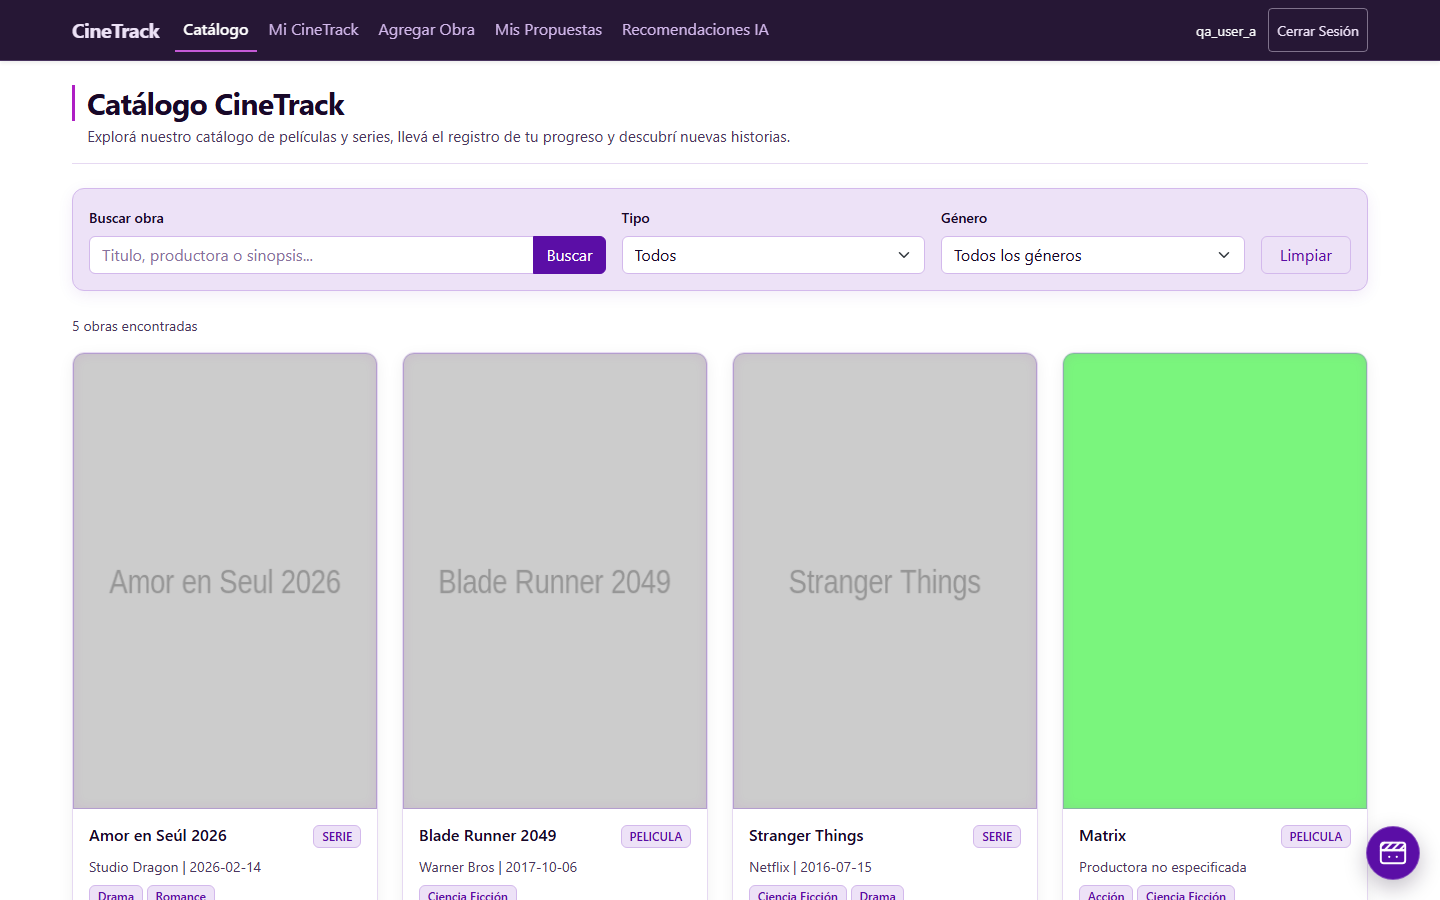 CineTrack Catálogo Mi CineTrack Agregar Obra Mis Propuestas Recomendaciones IA qa_user_a Cerrar Sesión
Catálogo CineTrack
Explorá nuestro catálogo de películas y series, llevá el registro de tu progreso y descubrí nuevas historias.
Buscar obra Tipo Género
Titulo, productora o sinopsis... Buscar Todos Todos los géneros Limpiar
5 obras encontradas
Amor en Seul 2026 Blade Runner 2049 Stranger Things
Amor en Seúl 2026 SERIE Blade Runner 2049 PELICULA Stranger Things SERIE Matrix PELICULA
Studio Dragon | 2026-02-14 Warner Bros | 2017-10-06 Netflix | 2016-07-15 Productora no especificada
Drama Romance Ciencia Ficción Ciencia Ficción Drama Acción Ciencia Ficción